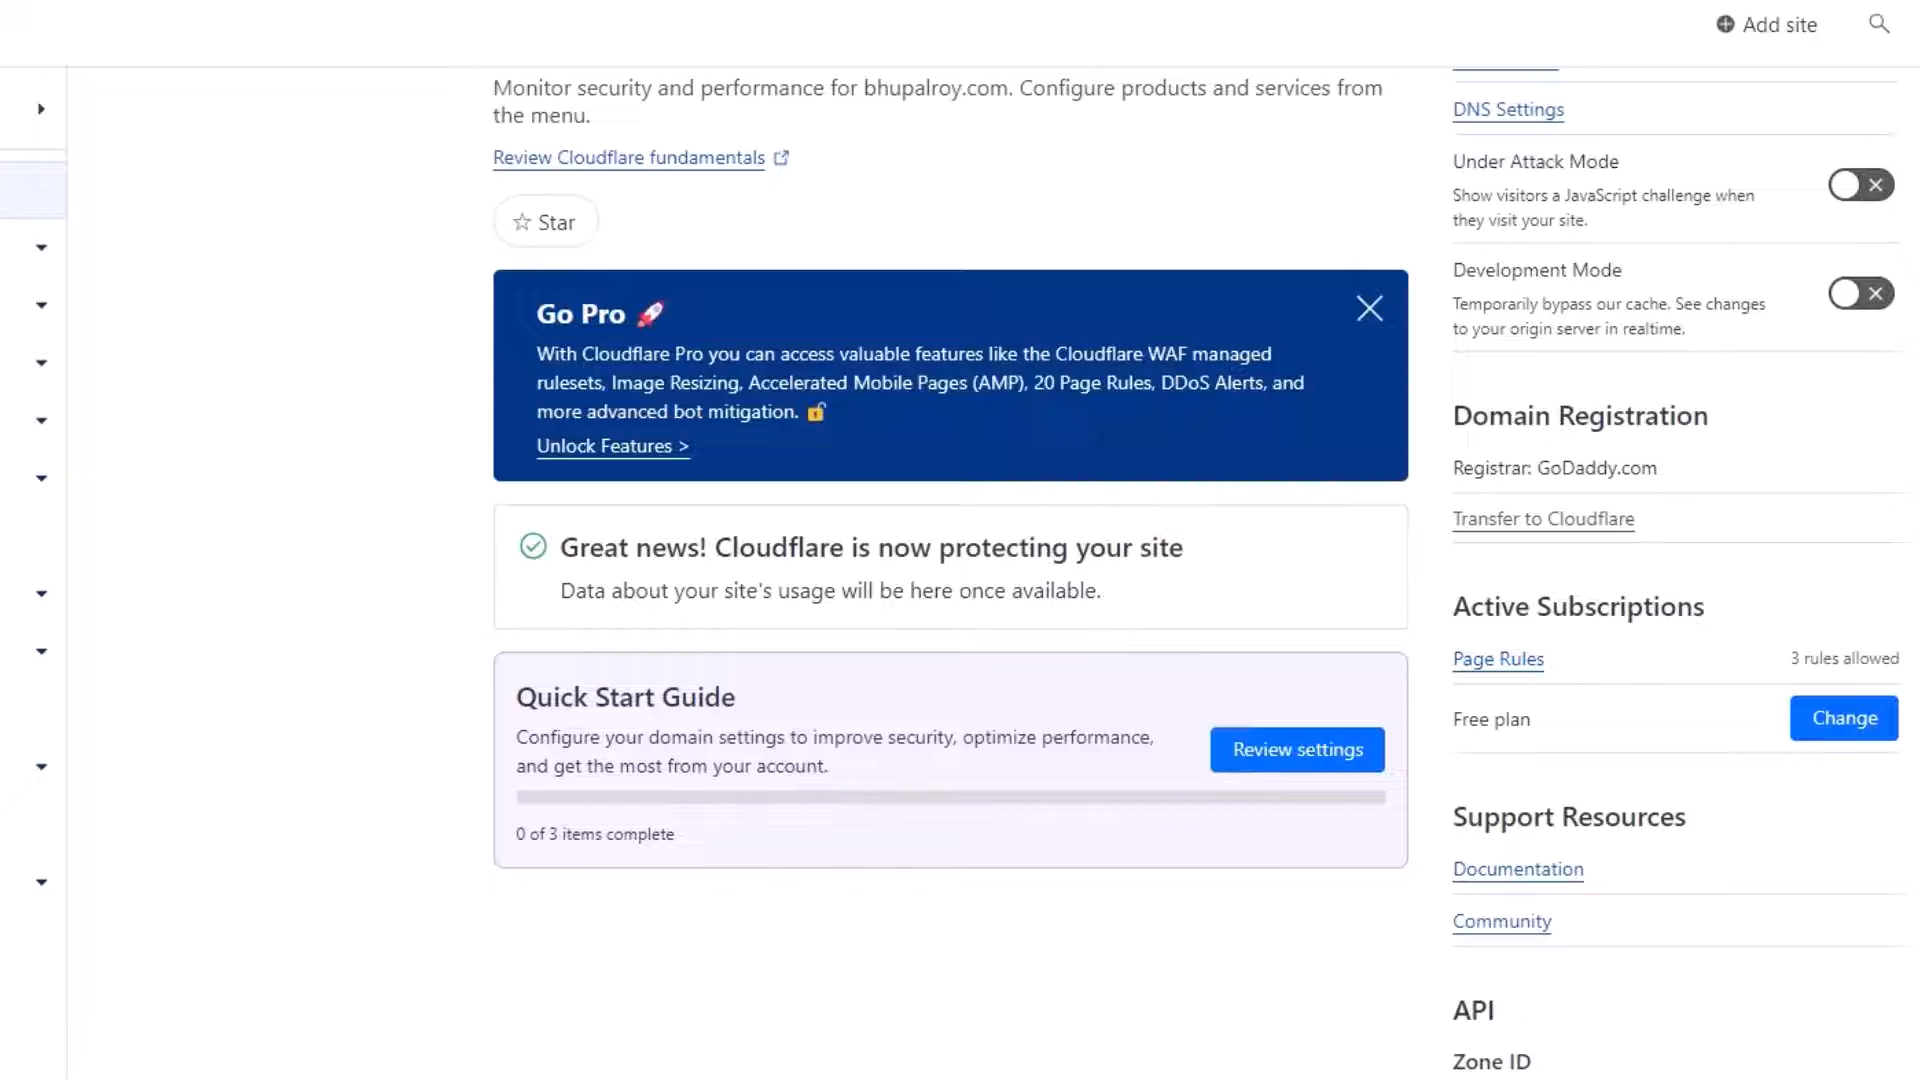 Add site
Monitor security and performance for bhupalroy.com. Configure products and services from
the menu.
Review Cloudflare fundamentals
Star
Go Pro 🚀
With Cloudflare Pro you can access valuable features like the Cloudflare WAF managed
rulesets, Image Resizing, Accelerated Mobile Pages (AMP), 20 Page Rules, DDoS Alerts, and
more advanced bot mitigation. 🔓
Unlock Features >
Great news! Cloudflare is now protecting your site
Data about your site's usage will be here once available.
Quick Start Guide
Configure your domain settings to improve security, optimize performance,
and get the most from your account.
Review settings
0 of 3 items complete
DNS Settings
Under Attack Mode
Show visitors a JavaScript challenge when
they visit your site.
Development Mode
Temporarily bypass our cache. See changes
to your origin server in realtime.
Domain Registration
Registrar: GoDaddy.com
Transfer to Cloudflare
Active Subscriptions
Page Rules
3 rules allowed
Free plan
Change
Support Resources
Documentation
Community
API
Zone ID